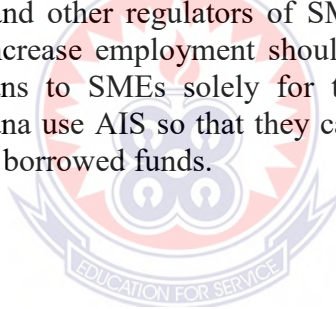 and other regulators of SM
ncrease employment shoul
ns to SMEs solely for t
na use AIS so that they ca
borrowed funds.
EDUCATION FOR SERVICE